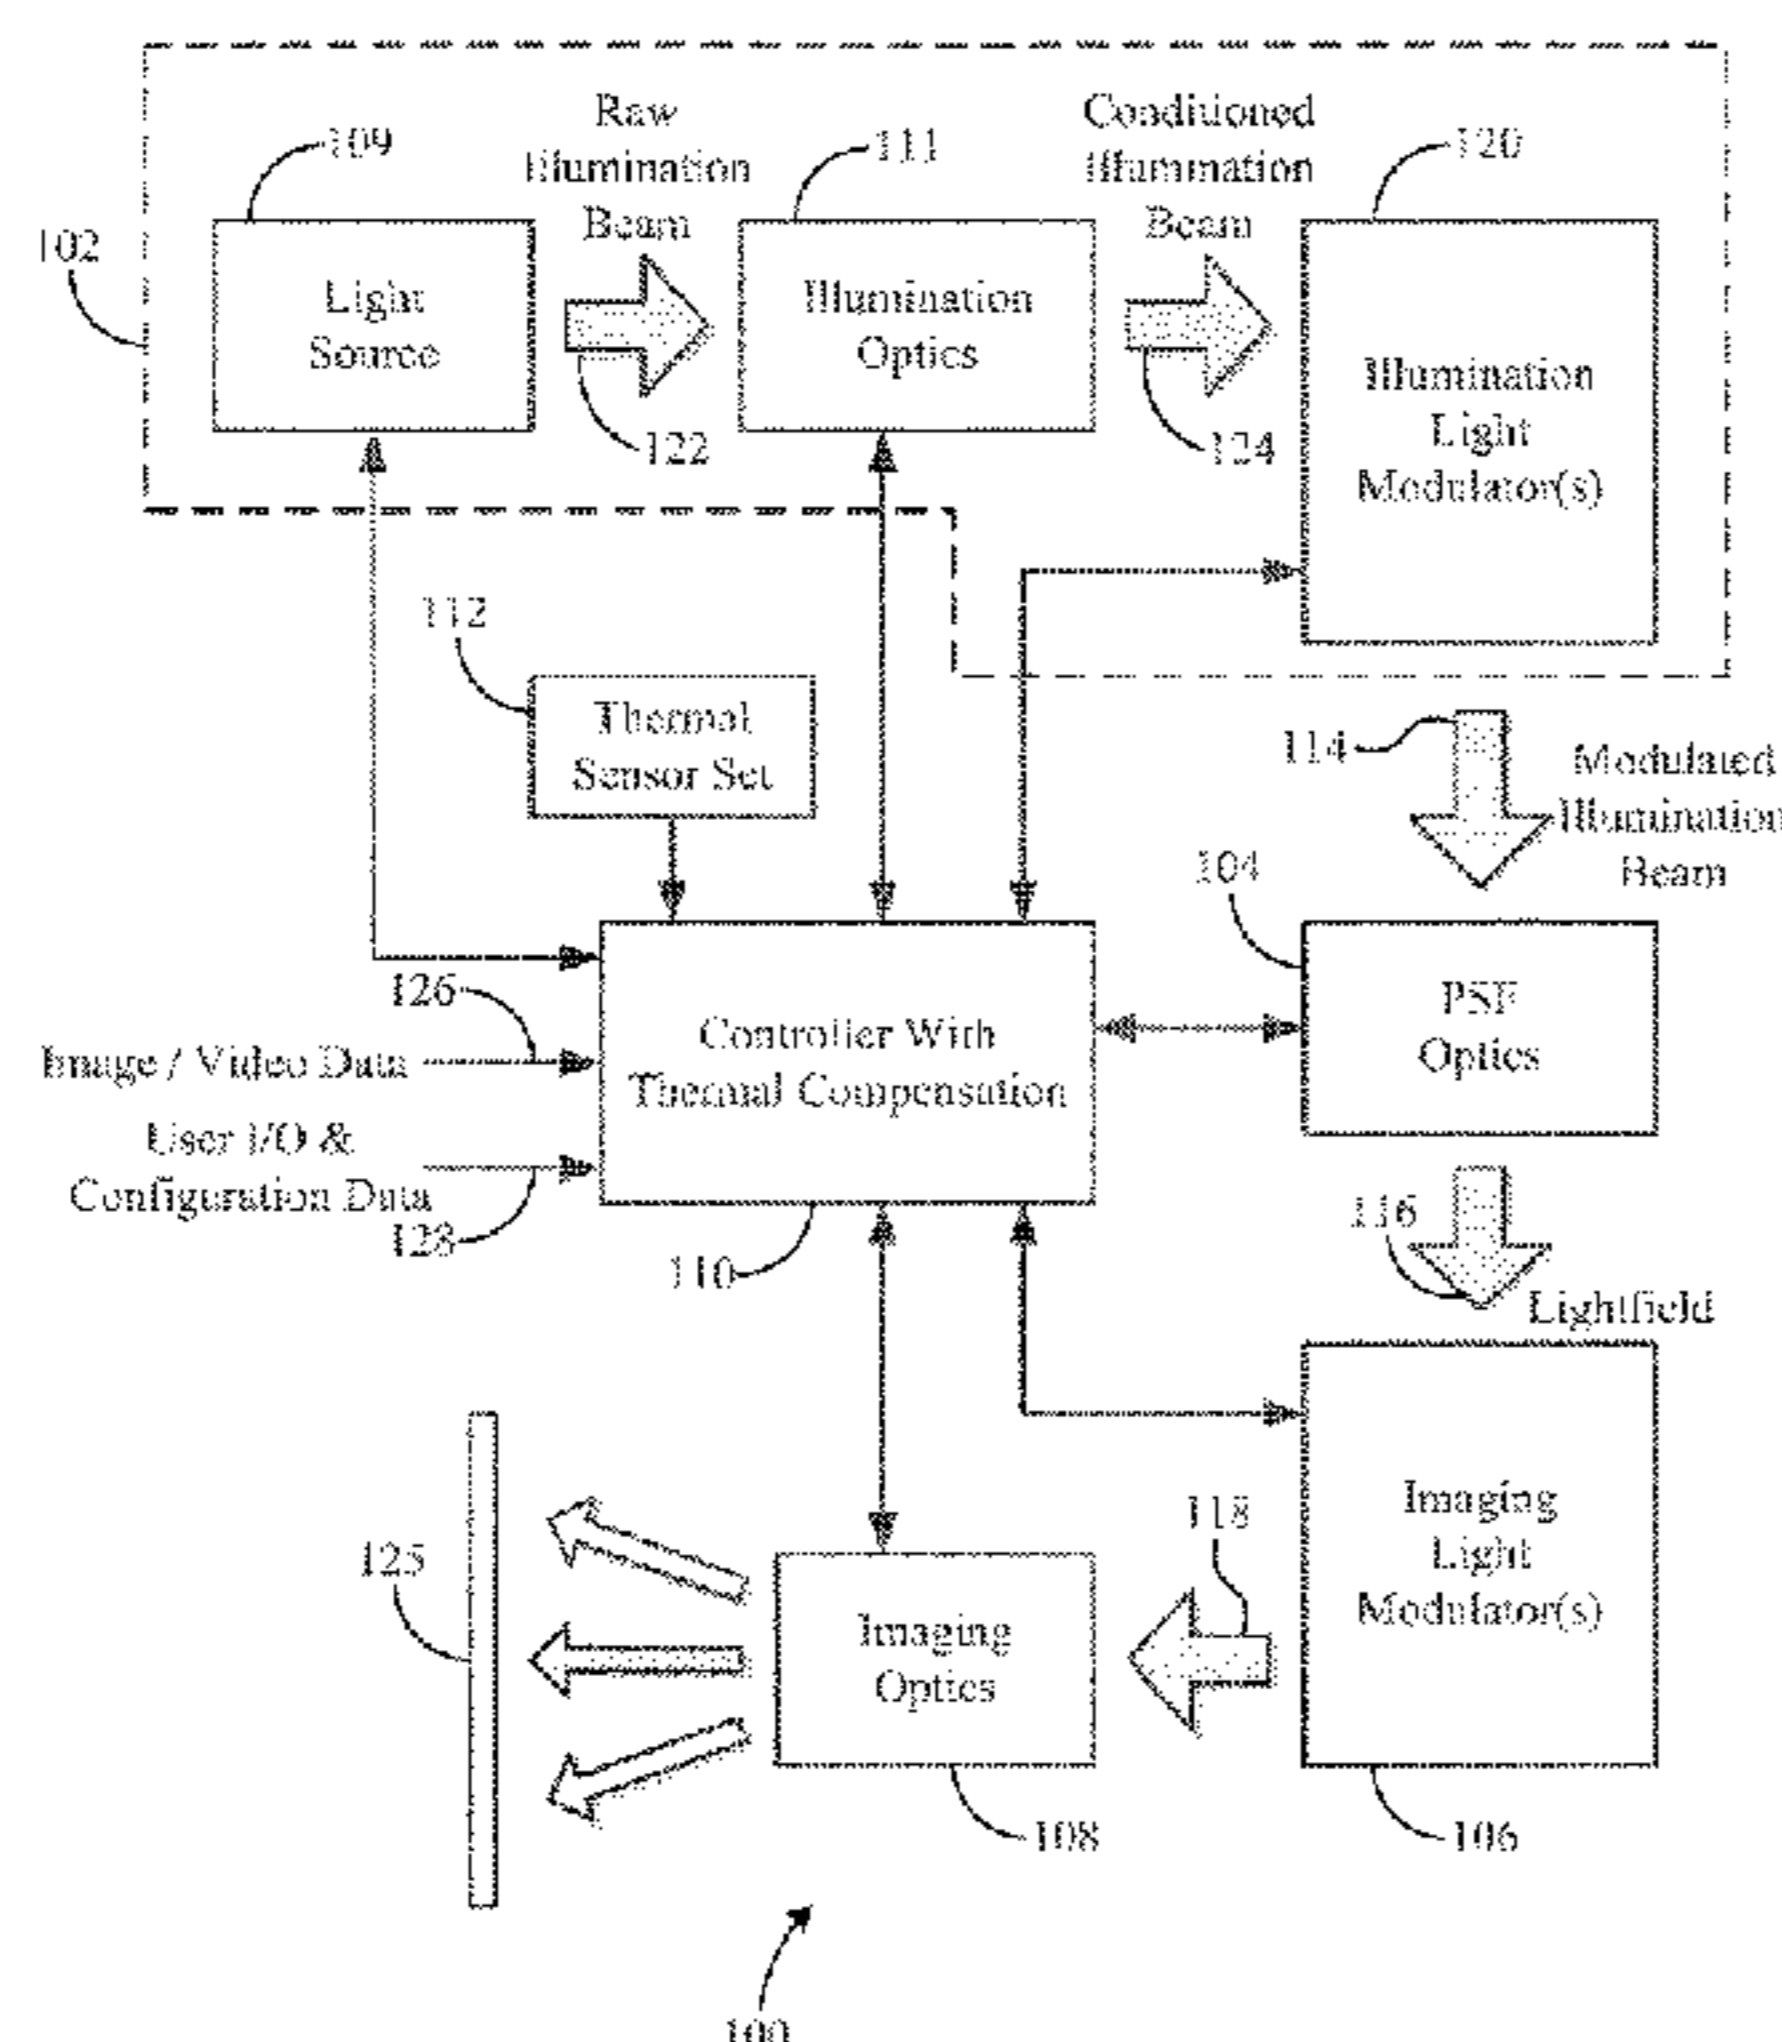 Raw
Illumination
Beam
Conditioned
Illumination
Beam
109
111
120
102
Light
Source
Illumination
Optics
Illumination
Light
Modulator(s)
122
124
112
Thermal
Sensor Set
114
Modulated
Illumination
Beam
104
126
Image / Video Data
User I/O &
Configuration Data
128
Controller With
Thermal Compensation
PSF
Optics
110
116
Lightfield
125
118
Imaging
Optics
Imaging
Light
Modulator(s)
108
106
100